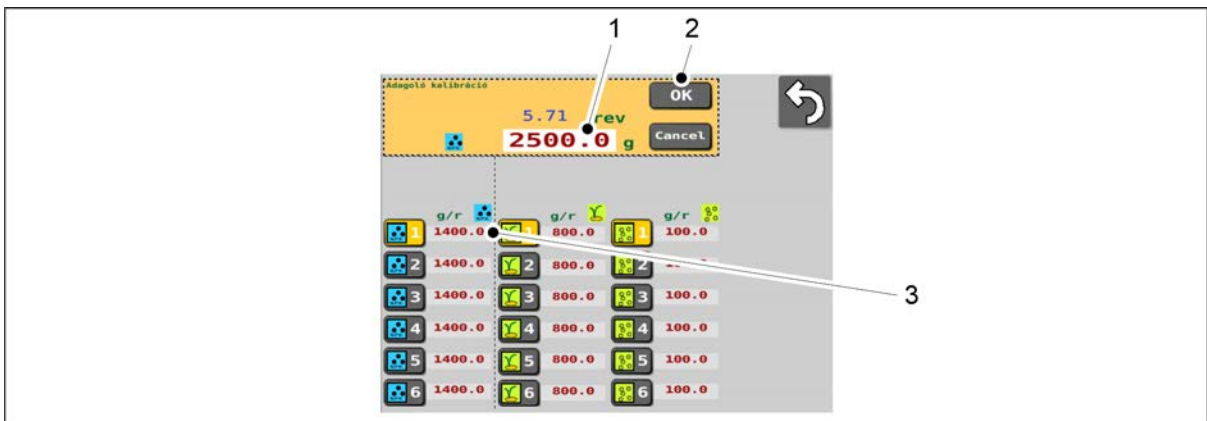 1 2
Adagoló kalibráció
OK
5.71 rev
2500.0 g
Cancel
g/r g/r g/r
1 1400.0 1 800.0 1 100.0
2 1400.0 2 800.0 2
3 1400.0 3 800.0 3 100.0
4 1400.0 4 800.0 4 100.0
5 1400.0 5 800.0 5 100.0
6 1400.0 6 800.0 6 100.0
3